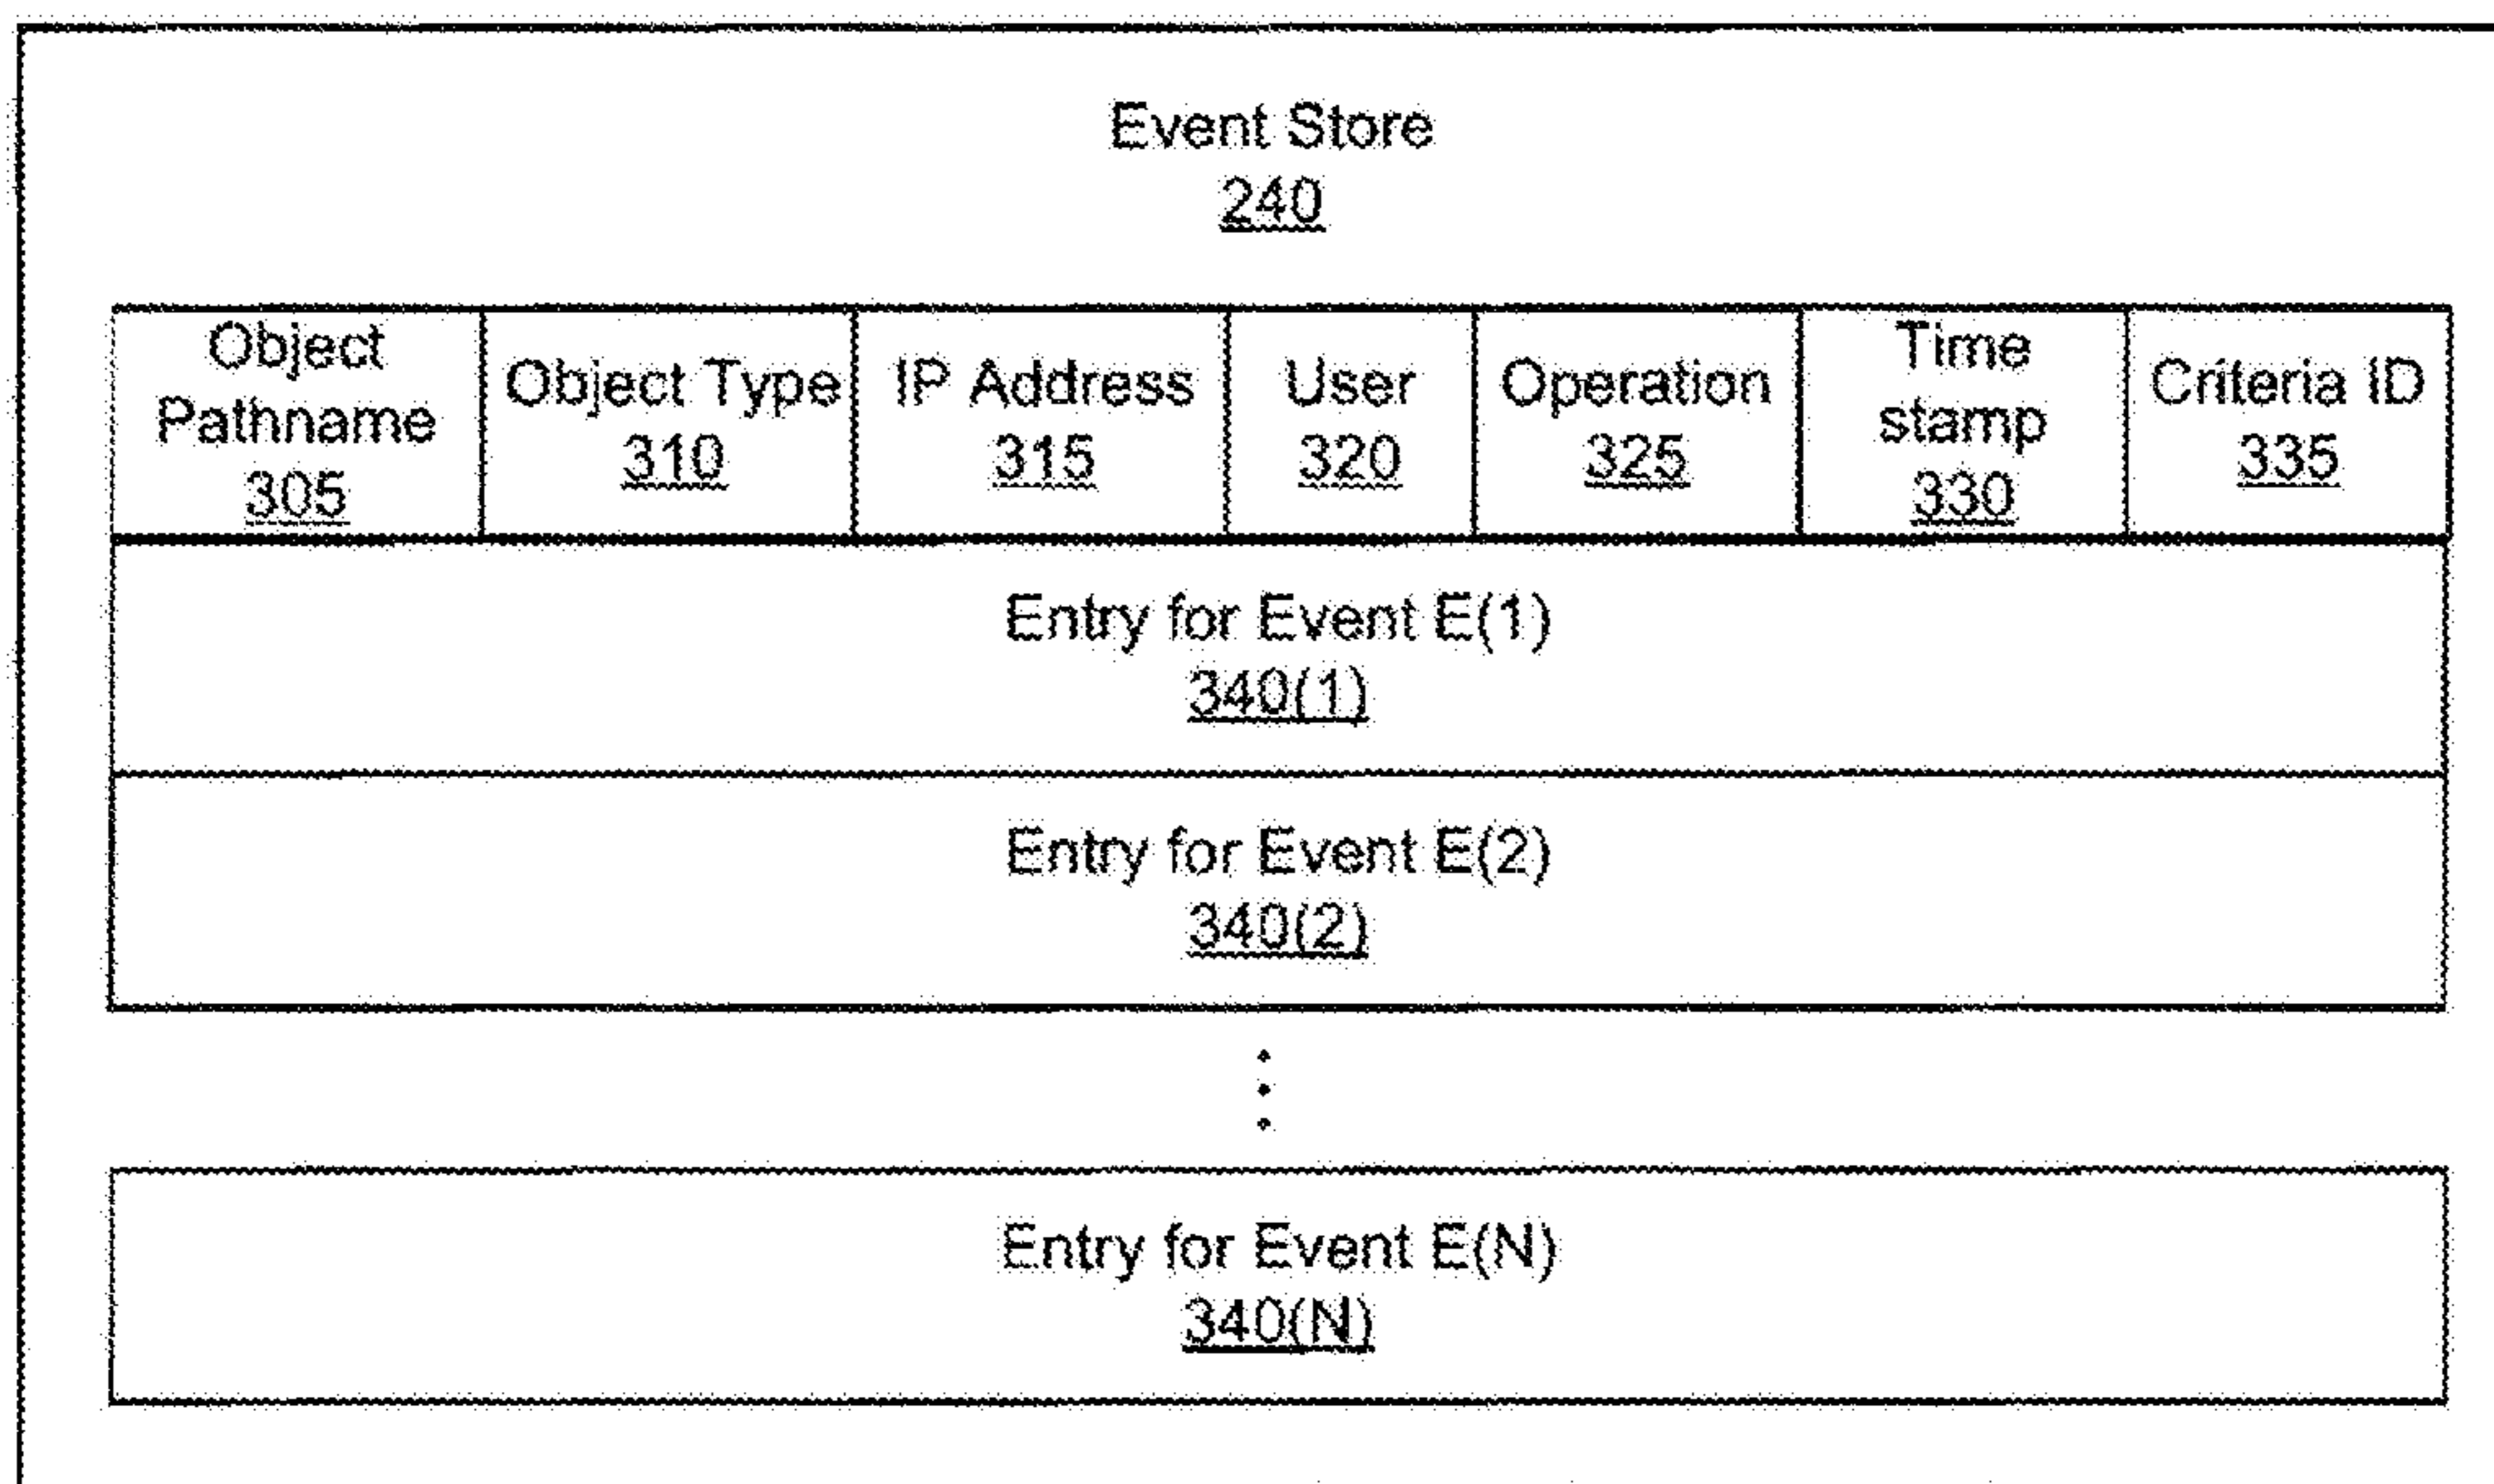 Event Store
240
Object
Pathname
305
Object Type
310
IP Address
315
User
320
Operation
325
Time
stamp
330
Criteria ID
335
Entry for Event E(1)
340(1)
Entry for Event E(2)
340(2)
Entry for Event E(N)
340(N)